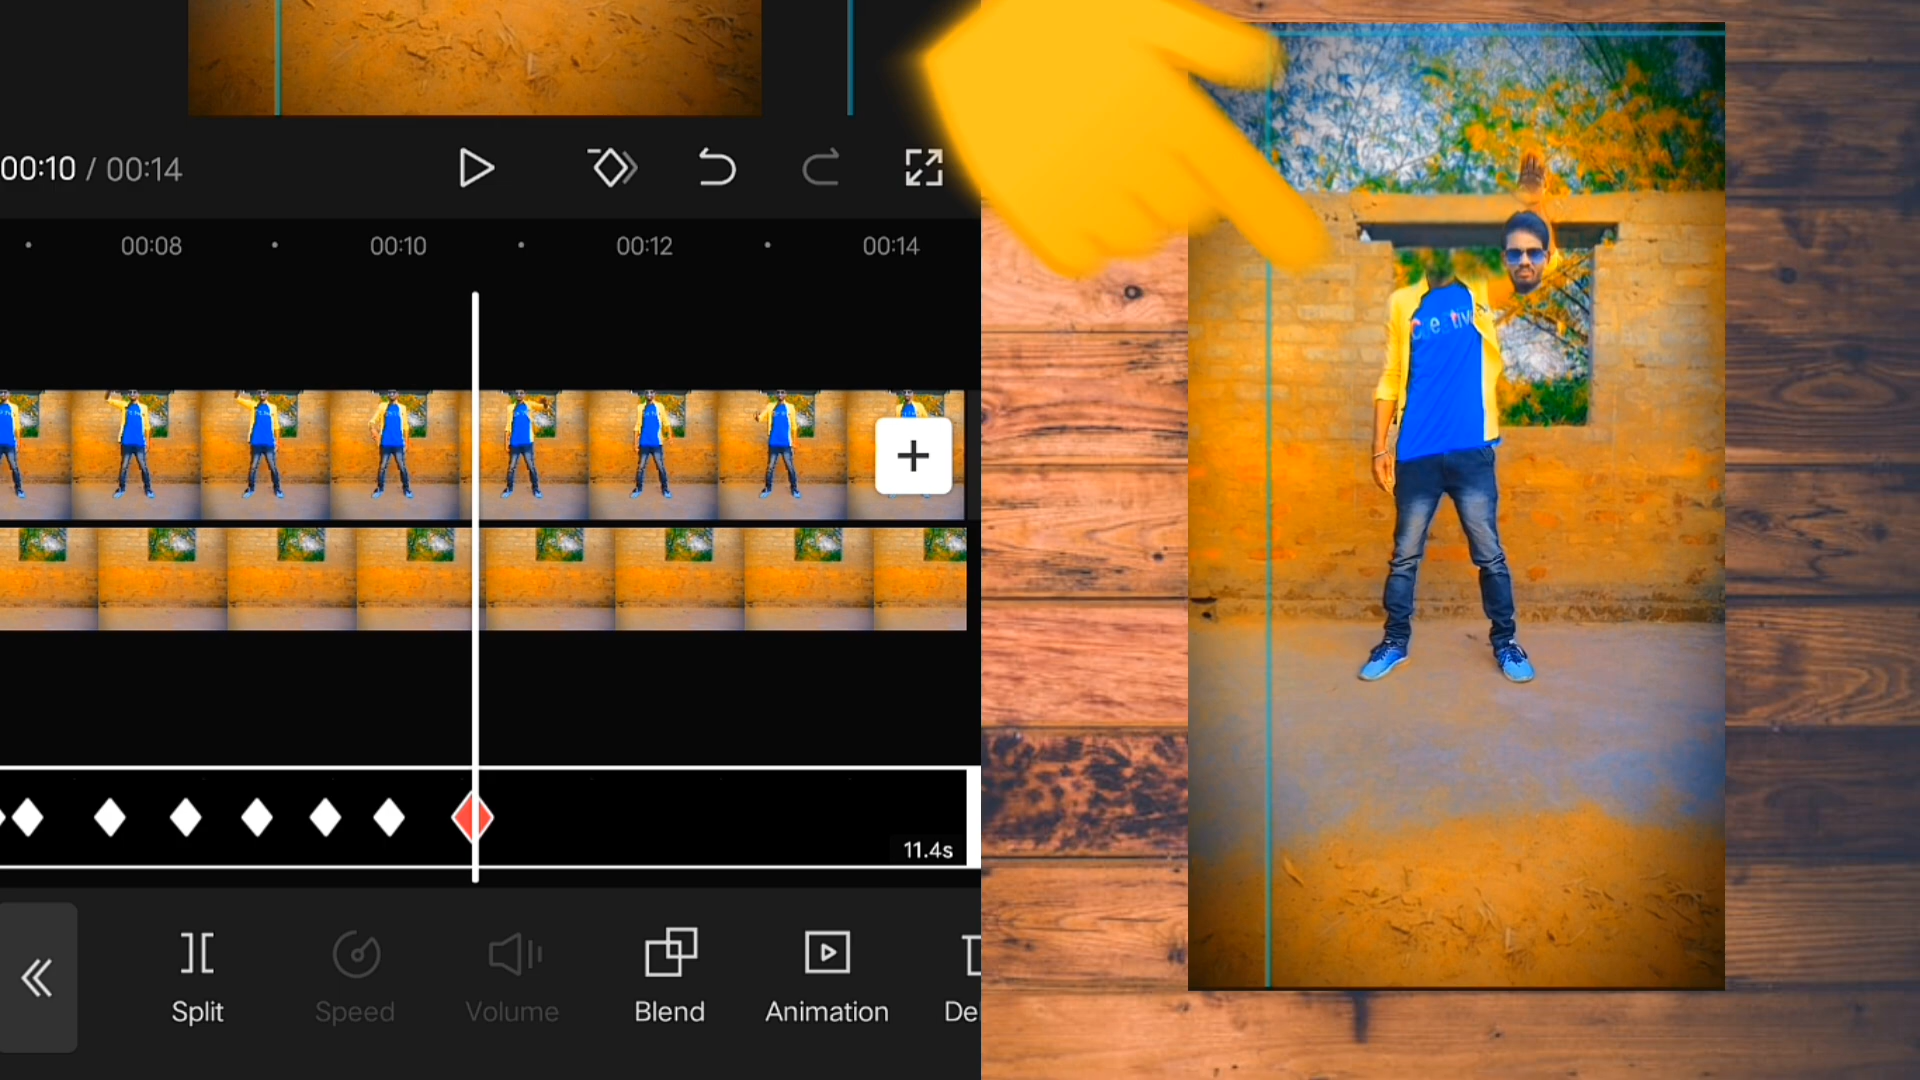 00:10 / 00:14
00:08 00:10 00:12 00:14
Creative
11.4s
Split Speed Volume Blend Animation De